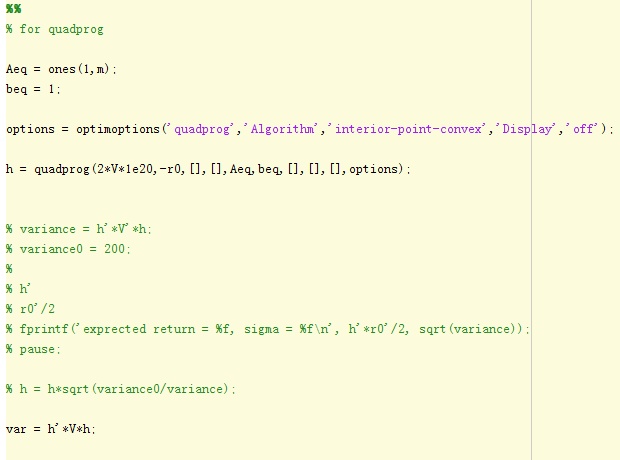 %%
% for quadprog
Aeq = ones(1,m);
beq = 1;
options = optimoptions('quadprog','Algorithm','interior-point-convex','Display','off');
h = quadprog(2*V*1e20,-r0,[],[],Aeq,beq,[],[],[],options);
% variance = h'*V'*h;
% variance0 = 200;
%
% h'
% r0'/2
% fprintf('exprected return = %f, sigma = %f\n', h'*r0'/2, sqrt(variance));
% pause;
% h = h*sqrt(variance0/variance);
var = h'*V*h;